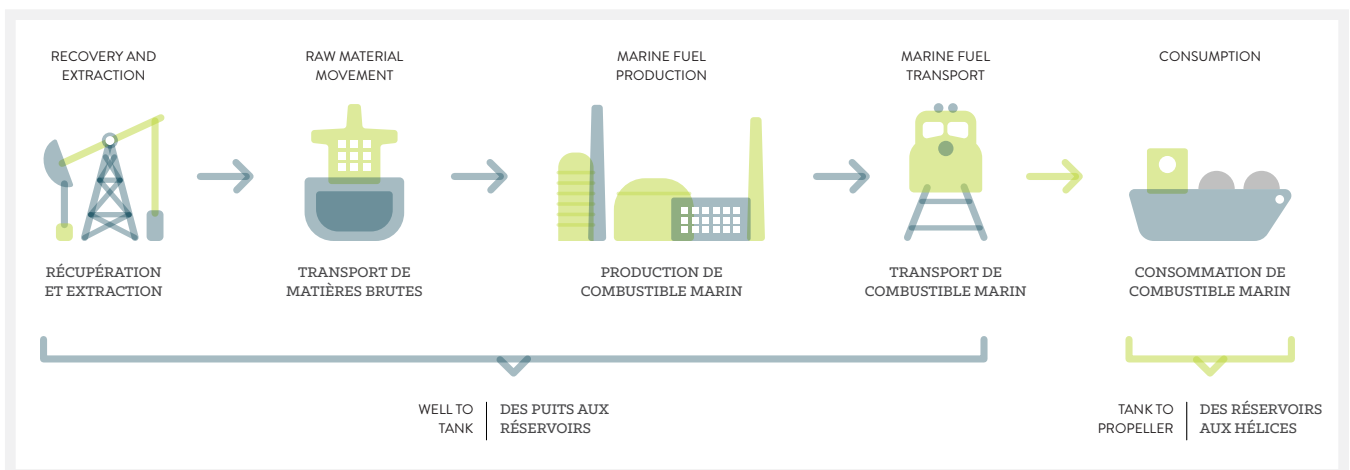 RECOVERY AND
EXTRACTION
RAW MATERIAL
MOVEMENT
MARINE FUEL
PRODUCTION
MARINE FUEL
TRANSPORT
CONSUMPTION
RÉCUPÉRATION
ET EXTRACTION
TRANSPORT DE
MATIÈRES BRUTES
PRODUCTION DE
COMBUSTIBLE MARIN
TRANSPORT DE
COMBUSTIBLE MARIN
CONSOMMATION DE
COMBUSTIBLE MARIN
WELL TO
TANK
DES PUITS AUX
RÉSERVOIRS
TANK TO
PROPELLER
DES RÉSERVOIRS
AUX HÉLICES